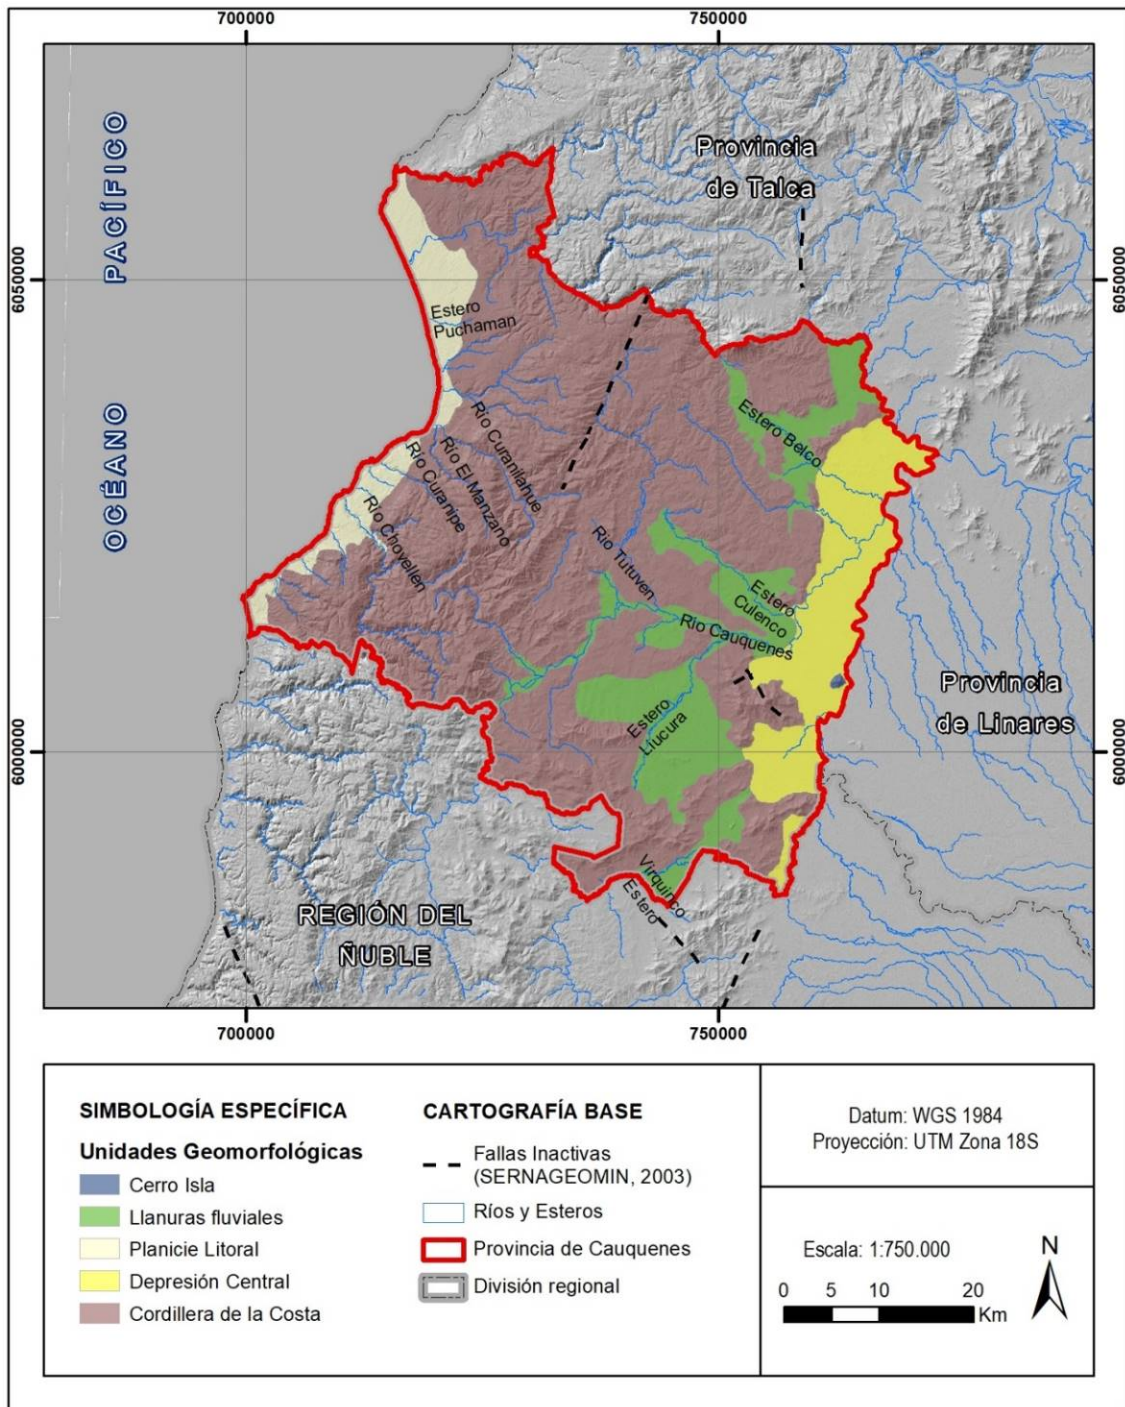 700000
750000
OCÉANO PACÍFICO
6050000
6050000
Provincia
de Talca
Estero
Puchaman
Estero Belco
Río Curanilahue
Río El Manzano
Río Curanipe
Río Chovellen
Río Tutuven
Estero
Culenco
Río Cauquenes
Estero
Llucura
Provincia
de Linares
6000000
6000000
Virquinco
Estero
REGIÓN DEL
ÑUBLE
700000
750000
SIMBOLOGÍA ESPECÍFICA
Unidades Geomorfológicas
Cerro Isla
Llanuras fluviales
Planicie Litoral
Depresión Central
Cordillera de la Costa
CARTOGRAFÍA BASE
Fallas Inactivas
(SERNAGEOMIN, 2003)
Ríos y Esteros
Provincia de Cauquenes
División regional
Datum: WGS 1984
Proyección: UTM Zona 18S
Escala: 1:750.000
N
0 5 10 20
Km